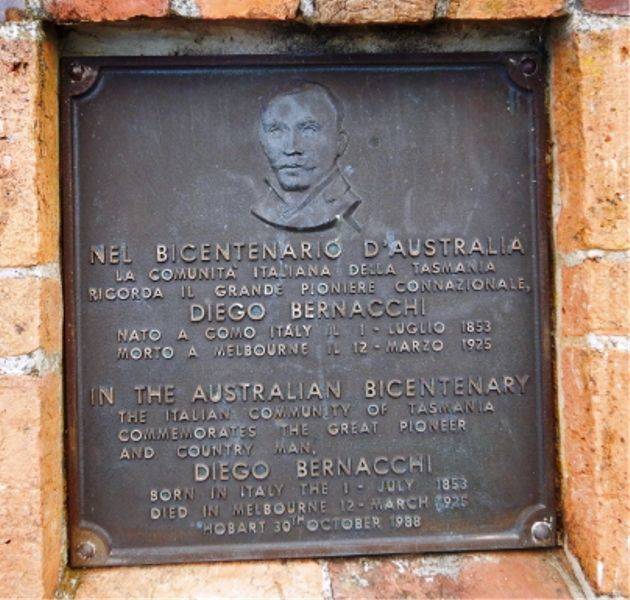 NEL BICENTENARIO D'AUSTRALIA
LA COMUNITA' ITALIANA DELLA TASMANIA
RICORDA IL GRANDE PIONIERE CONNAZIONALE,
DIEGO BERNACCHI
NATO A COMO ITALY IL 1 - LUGLIO 1853
MORTO A MELBOURNE IL 12 - MARZO 1925
IN THE AUSTRALIAN BICENTENARY
THE ITALIAN COMMUNITY OF TASMANIA
COMMEMORATES THE GREAT PIONEER
AND COUNTRY MAN,
DIEGO BERNACCHI
BORN IN ITALY THE 1 - JULY 1853
DIED IN MELBOURNE 12 - MARCH - 1925
HOBART 30TH OCTOBER 1988